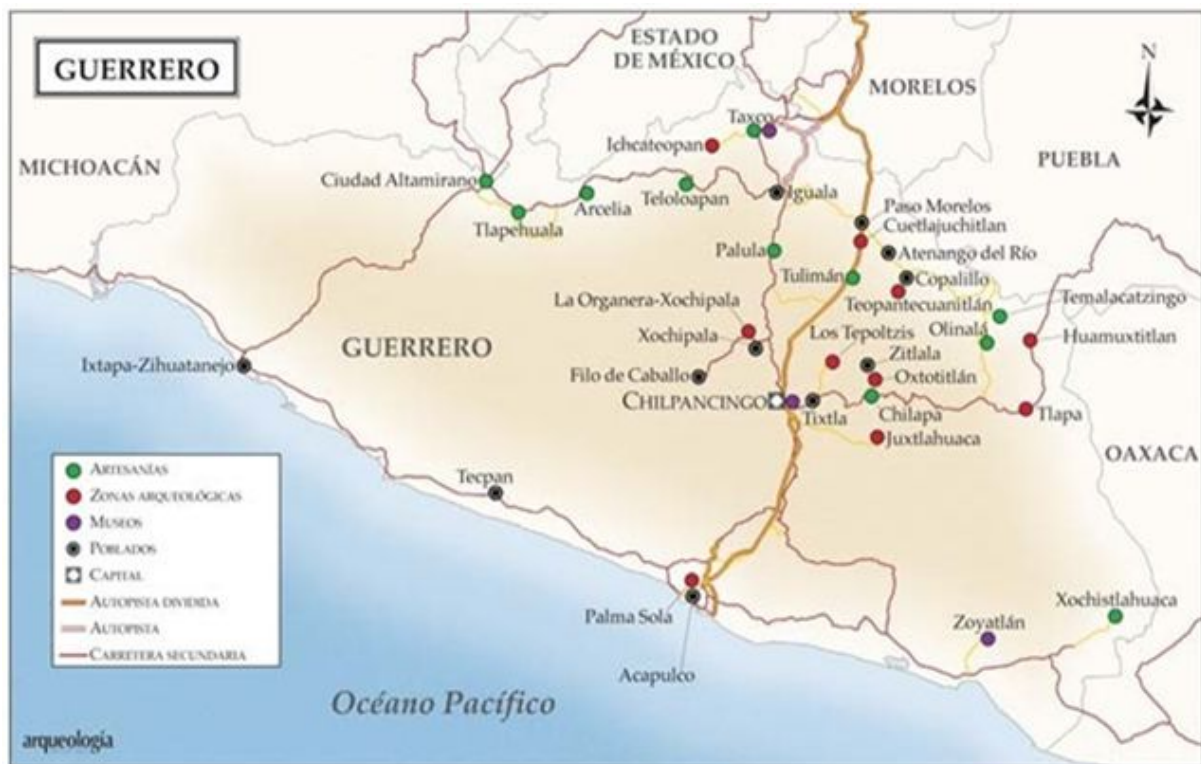 GUERRERO
ESTADO
DE MÉXICO
MORELOS
N
MICHOACÁN
PUEBLA
Taxco
Ichcateopan
Ciudad Altamirano
Tlapehuala
Arcelia
Teloloapan
Iguala
Paso Morelos
Cuetlajuchitlan
Atenango del Río
Palula
Tulimán
Copalillo
Teopantecuanitlán
Temalacatzingo
La Organera-Xochipala
Los Tepoltzis
Olinalá
Huamuxtitlan
Xochipala
GUERRERO
Zitlala
Ixtapa-Zihuatanejo
Filo de Caballo
Oxtotitlán
CHILPANCINGO
Tixtla
Chilapa
Tlapa
Juxtlahuaca
OAXACA
ARTESANÍAS
ZONAS ARQUEOLÓGICAS
MUSEOS
POBLADOS
CAPITAL
AUTOPISTA DIVIDIDA
AUTOPISTA
CARRETERA SECUNDARIA
Tecpan
Palma Sola
Acapulco
Zoyatlán
Xochistlahuaca
Océano Pacífico
arqueología